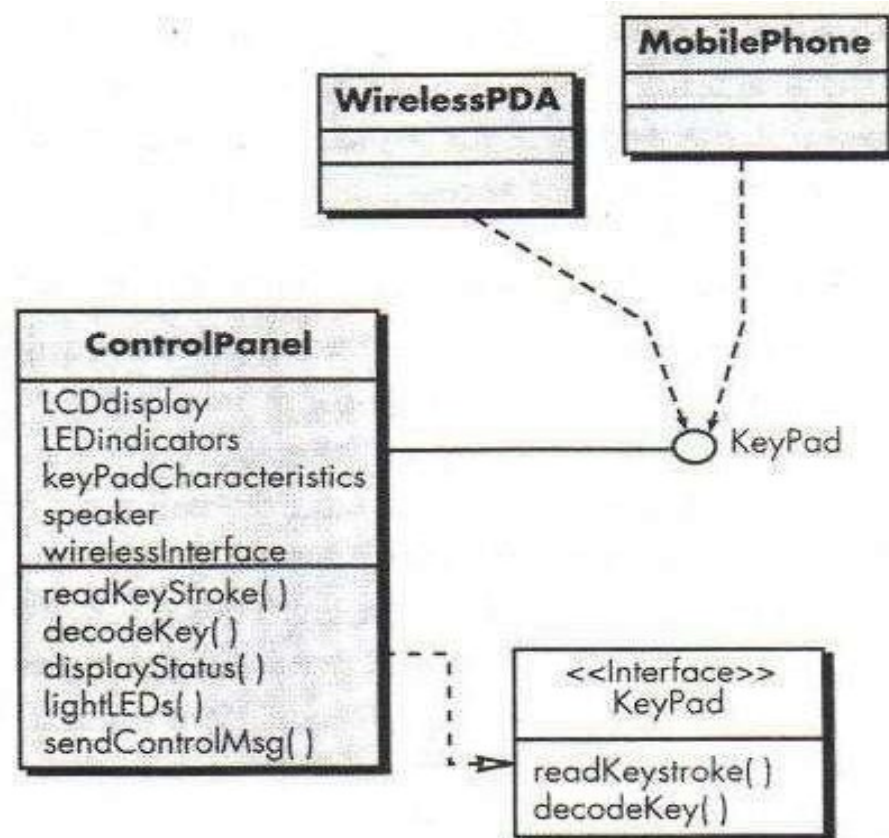 MobilePhone
WirelessPDA
ControlPanel
LCDdisplay
LEDindicators
keyPadCharacteristics
speaker
wirelessInterface
readKeyStroke( )
decodeKey( )
displayStatus( )
lightLEDs( )
sendControlMsg( )
KeyPad
<<Interface>>
KeyPad
readKeystroke( )
decodeKey( )